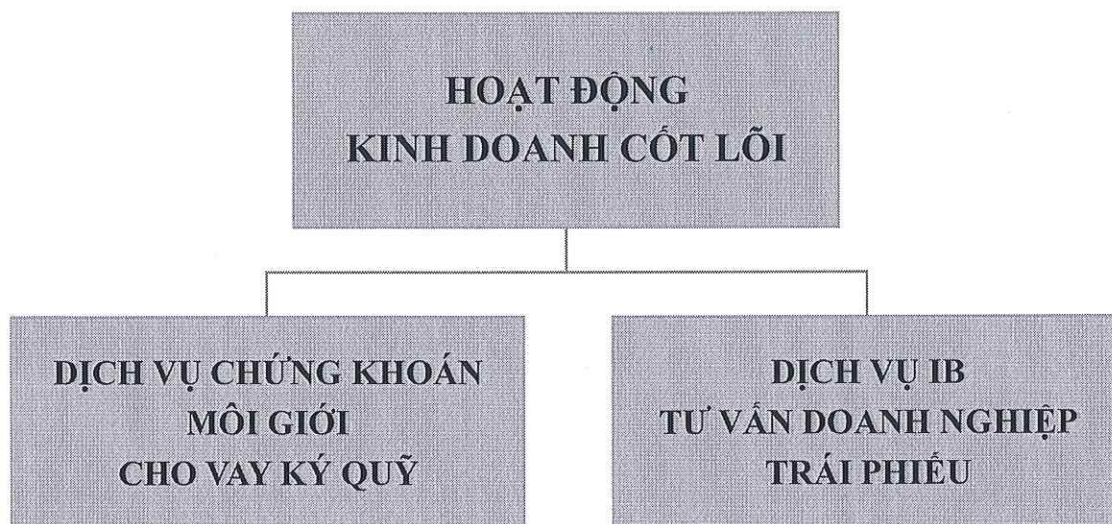 HOẠT ĐỘNG
KINH DOANH CỐT LÕI
DỊCH VỤ CHỨNG KHOÁN
MÔI GIỚI
CHO VAY KÝ QUỸ
DỊCH VỤ IB
TƯ VẤN DOANH NGHIỆP
TRÁI PHIẾU